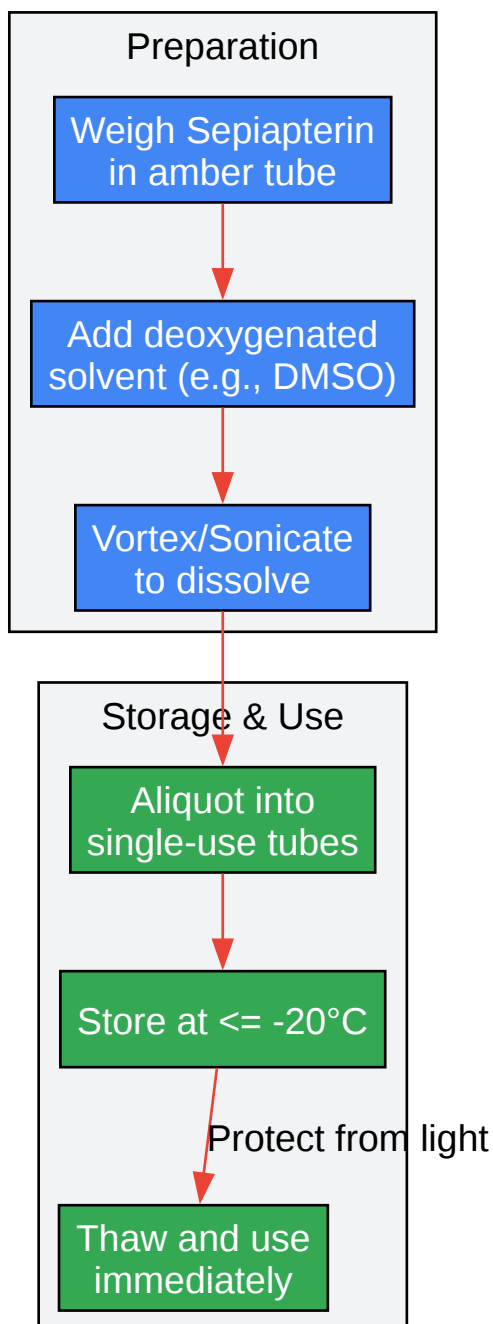 Preparation
Weigh Sepiapterin
in amber tube
Add deoxygenated
solvent (e.g., DMSO)
Vortex/Sonicate
to dissolve
Storage & Use
Aliquot into
single-use tubes
Store at <= -20°C
Protect from light
Thaw and use
immediately